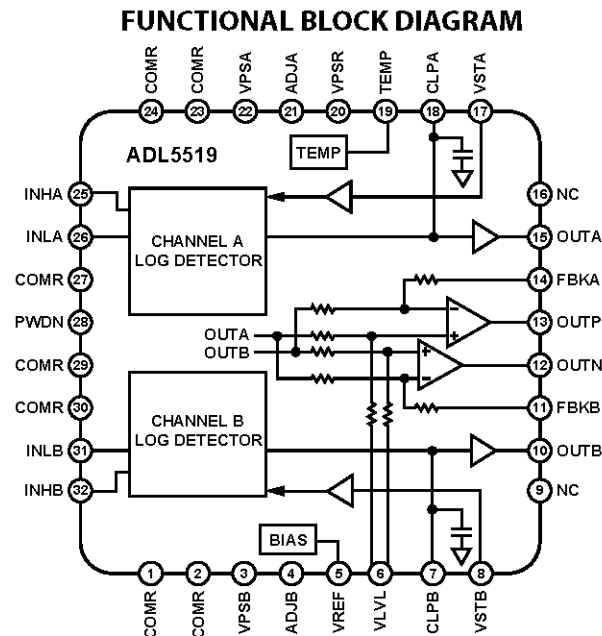 FUNCTIONAL BLOCK DIAGRAM
COMR COMR VPSA ADJA VPSR TEMP CLPA VSTA
24 23 22 21 20 19 18 17
ADL5519
TEMP
INHA 25
16 NC
INLA 26
CHANNEL A
LOG DETECTOR
15 OUTA
COMR 27
14 FBKA
PWDN 28
13 OUTP
OUTA
OUTB
COMR 29
12 OUTN
COMR 30
11 FBKB
INLB 31
CHANNEL B
LOG DETECTOR
10 OUTB
INHB 32
9 NC
BIAS
1 2 3 4 5 6 7 8
COMR COMR VPSB ADJB VREF VLVL CLPB VSTB